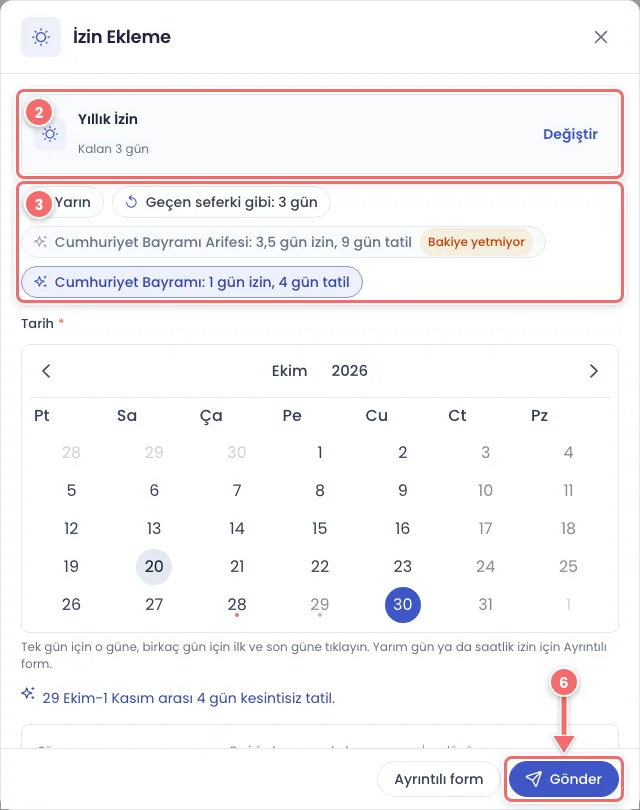 İzin Ekleme
2
Yıllık İzin
Kalan 3 gün
Değiştir
3
Yarın
Geçen seferki gibi: 3 gün
Cumhuriyet Bayramı Arifesi: 3,5 gün izin, 9 gün tatil
Bakiye yetmiyor
Cumhuriyet Bayramı: 1 gün izin, 4 gün tatil
Tarih *
Ekim 2026
Pt Sa Ça Pe Cu Ct Pz
28 29 30 1 2 3 4
5 6 7 8 9 10 11
12 13 14 15 16 17 18
19 20 21 22 23 24 25
26 27 28 29 30 31 1
Tek gün için o güne, birkaç gün için ilk ve son güne tıklayın. Yarım gün ya da saatlik izin için Ayrıntılı
form.
29 Ekim-1 Kasım arası 4 gün kesintisiz tatil.
6
Ayrıntılı form
Gönder